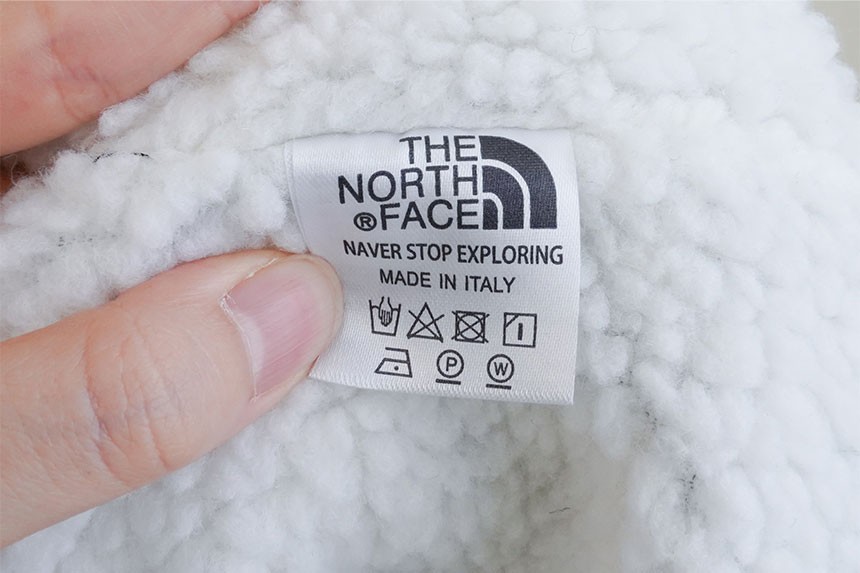 THE
NORTH
®FACE
NAVER STOP EXPLORING
MADE IN ITALY
P W